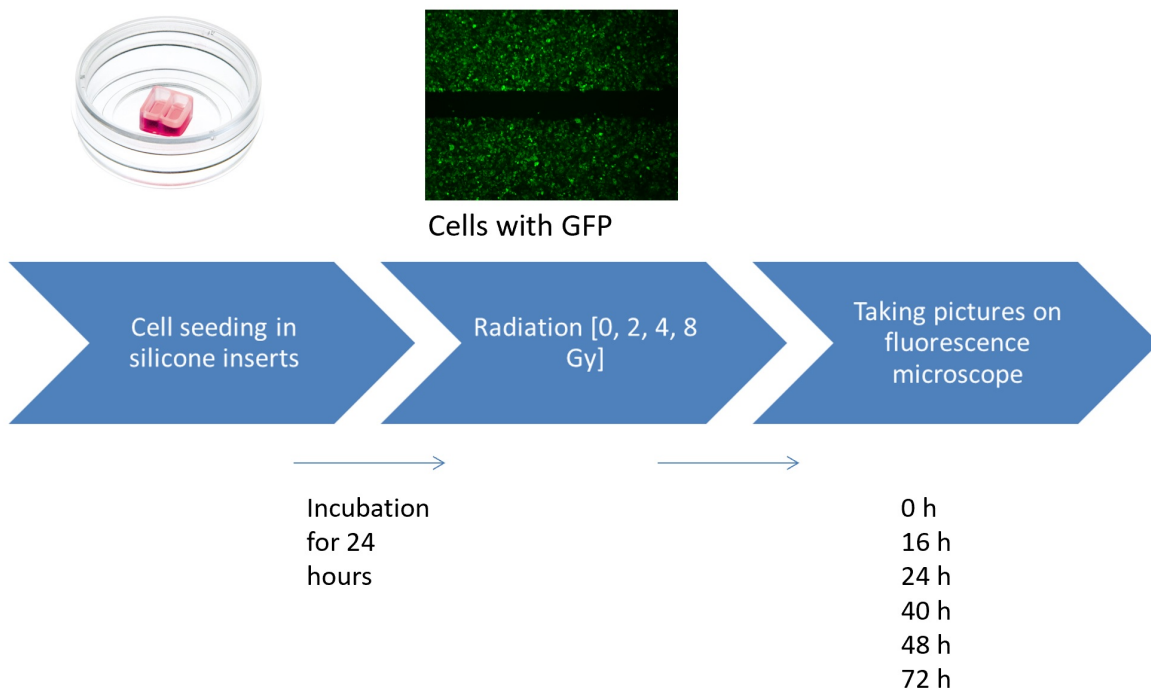 Cells with GFP
Cell seeding in
silicone inserts
Radiation [0, 2, 4, 8
Gy]
Taking pictures on
fluorescence
microscope
Incubation
for 24
hours
0 h
16 h
24 h
40 h
48 h
72 h